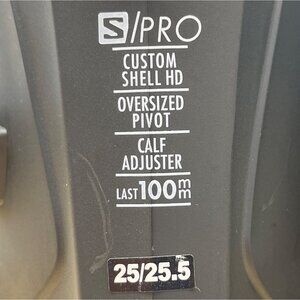 S/PRO
CUSTOM
SHELL HD
OVERSIZED
PIVOT
CALF
ADJUSTER
LAST 100mm
25/25.5